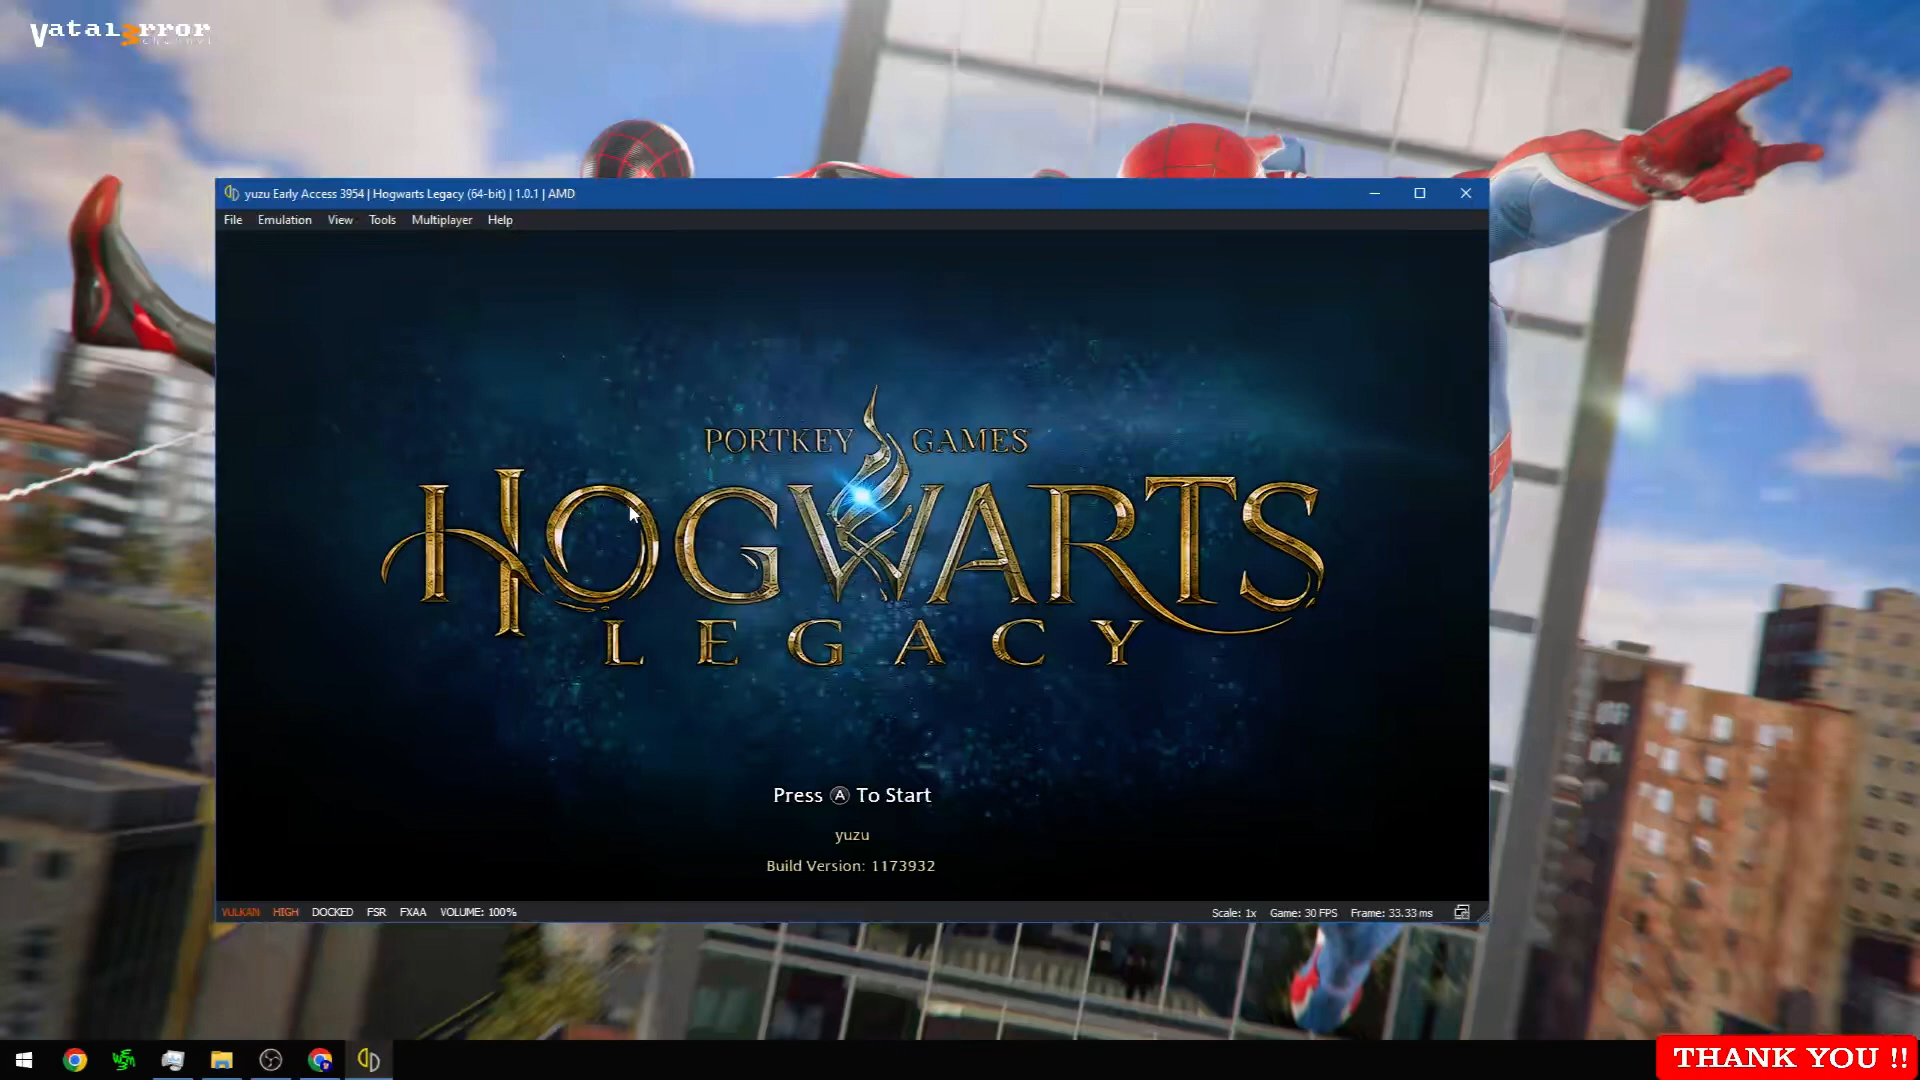 Vatal3rror
channel
yuzu Early Access 3954 | Hogwarts Legacy (64-bit) | 1.0.1 | AMD
File Emulation View Tools Multiplayer Help
PORTKEY GAMES
HOGWARTS
LEGACY
Press A To Start
yuzu
Build Version: 1173932
VULKAN HIGH DOCKED FSR FXAA VOLUME: 100% Scale: 1x Game: 30 FPS Frame: 33.33 ms
THANK YOU !!